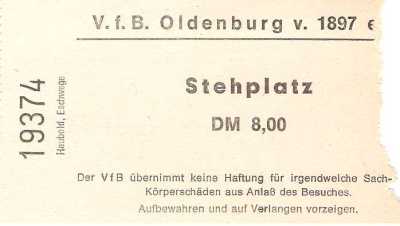 V.f.B. Oldenburg v. 1897 e
Stehplatz
DM 8,00
Der VfB übernimmt keine Haftung für irgendwelche Sach-
Körperschäden aus Anlaß des Besuches.
Aufbewahren und auf Verlangen vorzeigen.
19374
Haubold, Eschwege